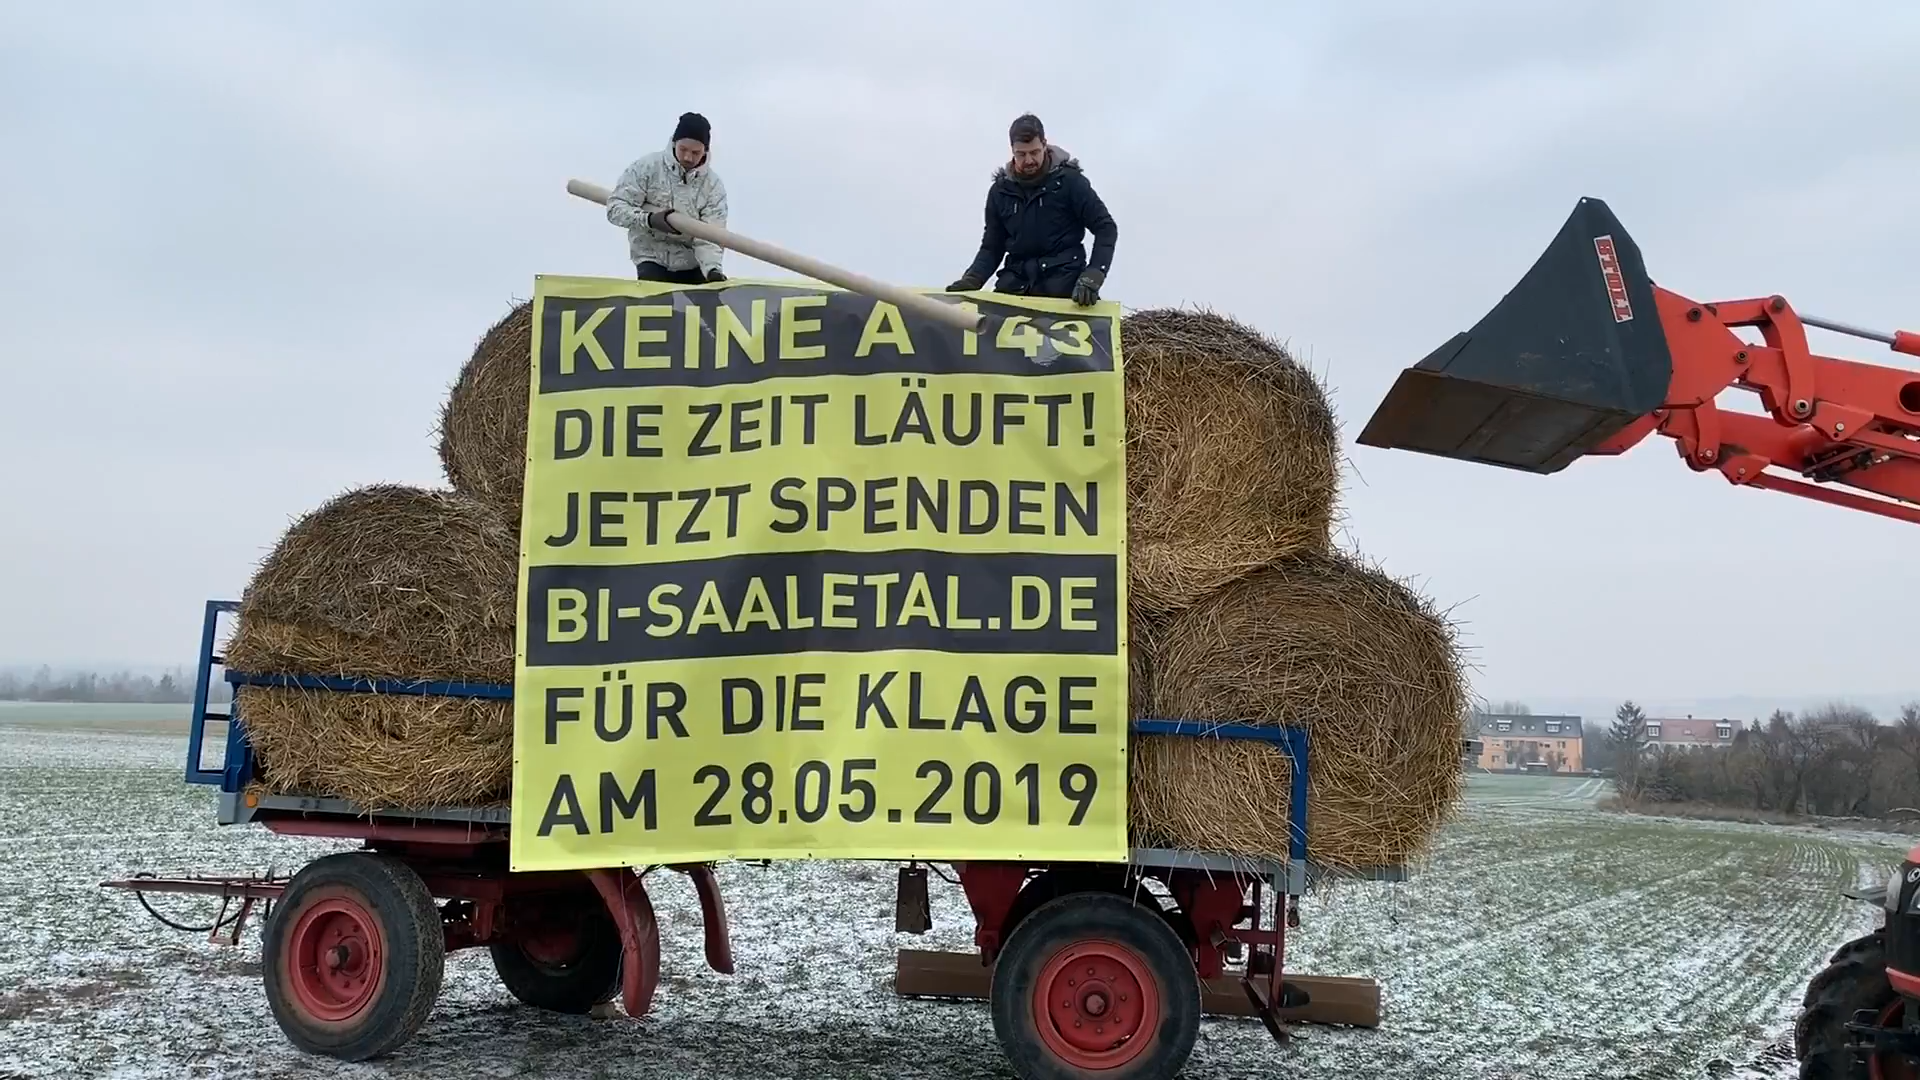 KEINE A 143
DIE ZEIT LÄUFT!
JETZT SPENDEN
BI-SAALETAL.DE
FÜR DIE KLAGE
AM 28.05.2019